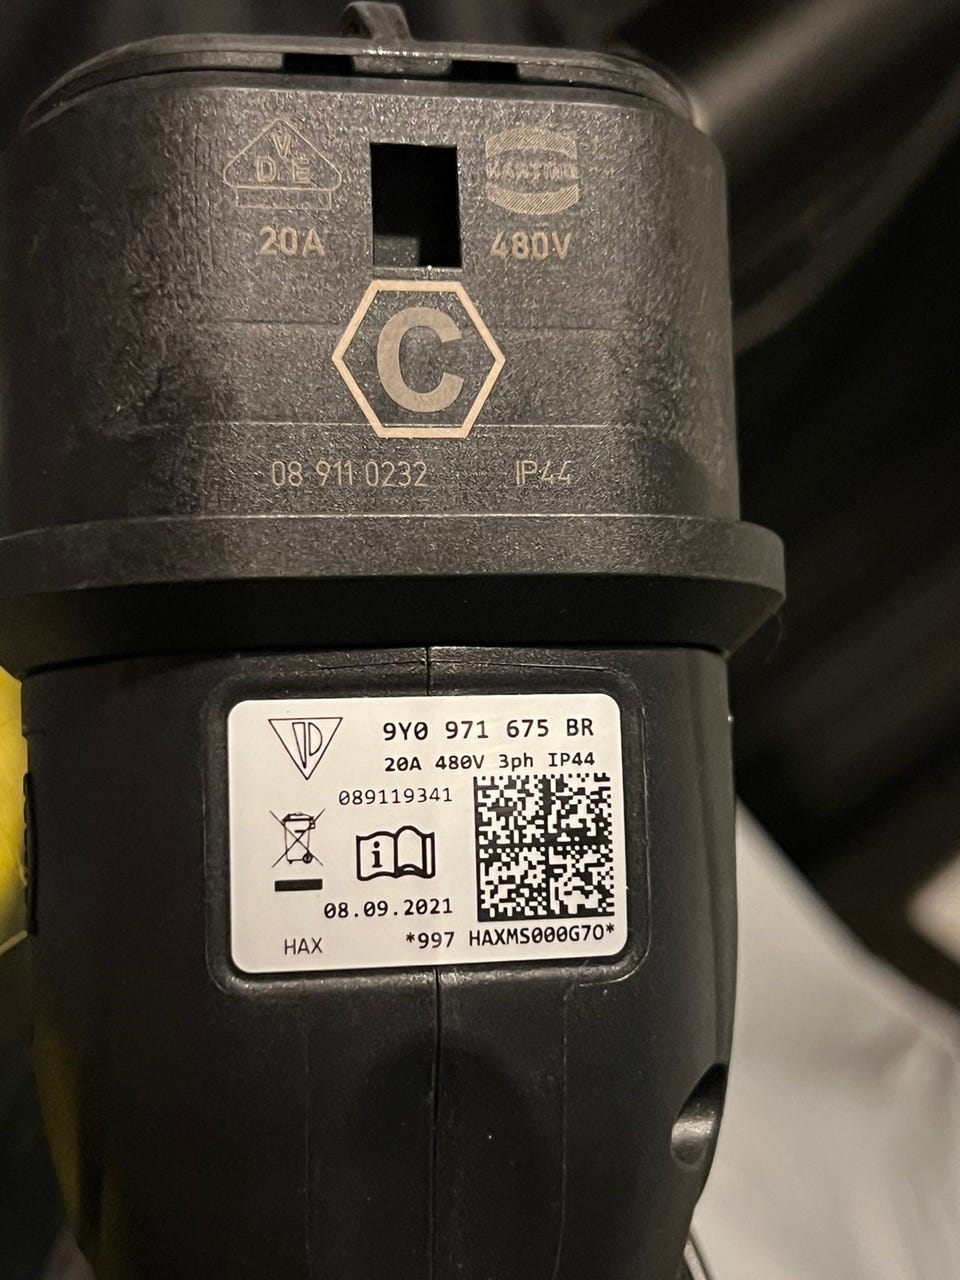 VDE
HARTING
20A
480V
C
08 911 0232
IP44
9Y0 971 675 BR
20A 480V 3ph IP44
089119341
i
08.09.2021
HAX
*997 HAXMS000G70*